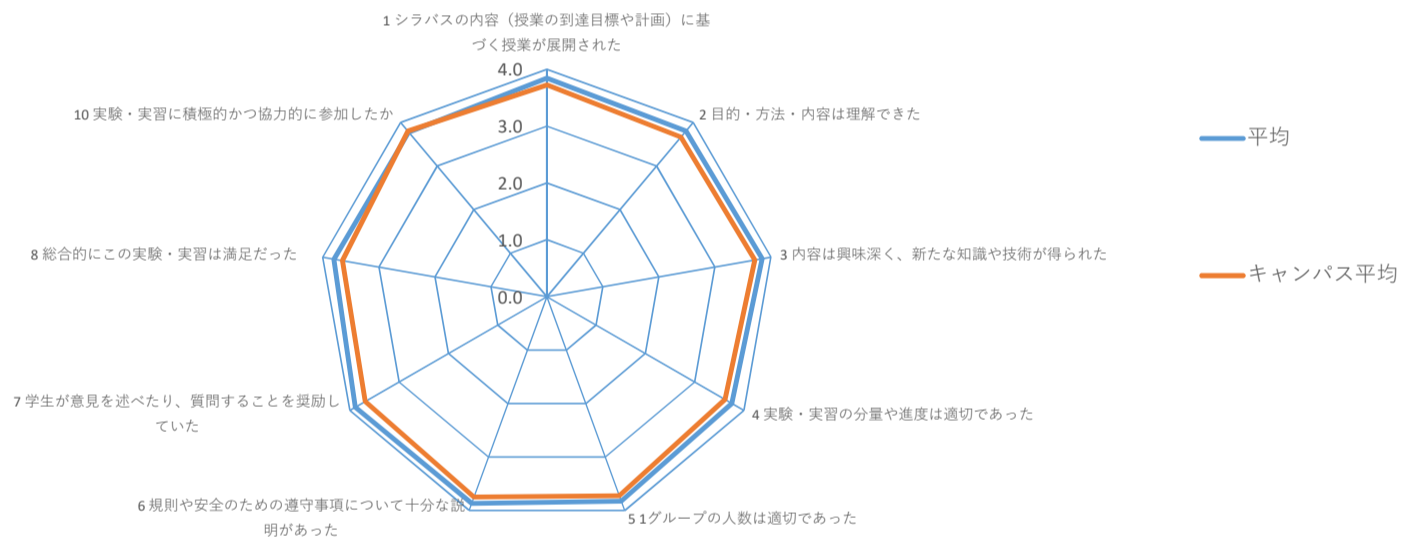 1 シラバスの内容（授業の到達目標や計画）に基
づく授業が展開された
4.0
3.0
2.0
1.0
0.0
2 目的・方法・内容は理解できた
3 内容は興味深く、新たな知識や技術が得られた
4 実験・実習の分量や進度は適切であった
5 1グループの人数は適切であった
6 規則や安全のための遵守事項について十分な説
明があった
7 学生が意見を述べたり、質問することを奨励し
ていた
8 総合的にこの実験・実習は満足だった
10 実験・実習に積極的かつ協力的に参加したか
平均
キャンパス平均